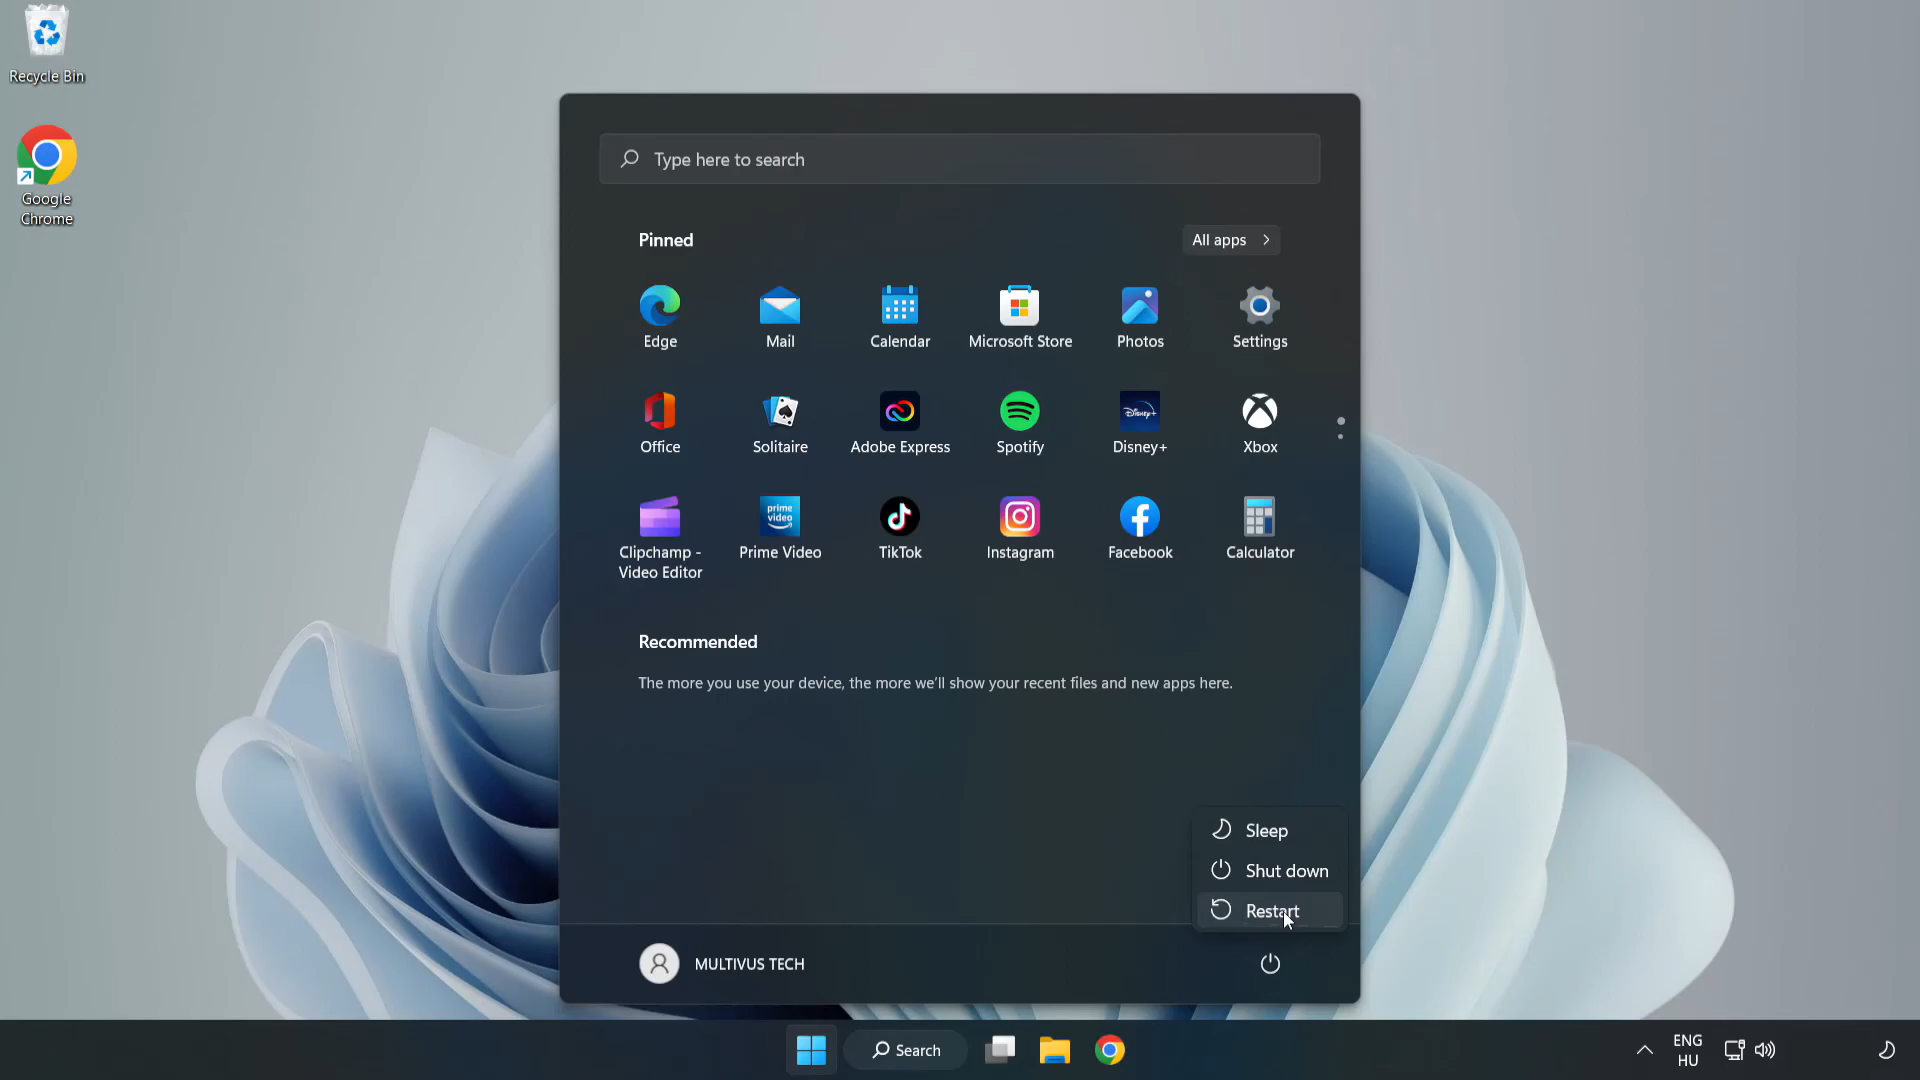 Recycle Bin
Google
Chrome
Type here to search
Pinned
All apps
Edge
Mail
Calendar
Microsoft Store
Photos
Settings
Office
Solitaire
Adobe Express
Disney+
Spotify
Disney+
Xbox
prime
video
Clipchamp -
Video Editor
Prime Video
TikTok
Instagram
Facebook
Calculator
Recommended
The more you use your device, the more we'll show your recent files and new apps here.
Sleep
Shut down
Restart
MULTIVUS TECH
Search
ENG
HU